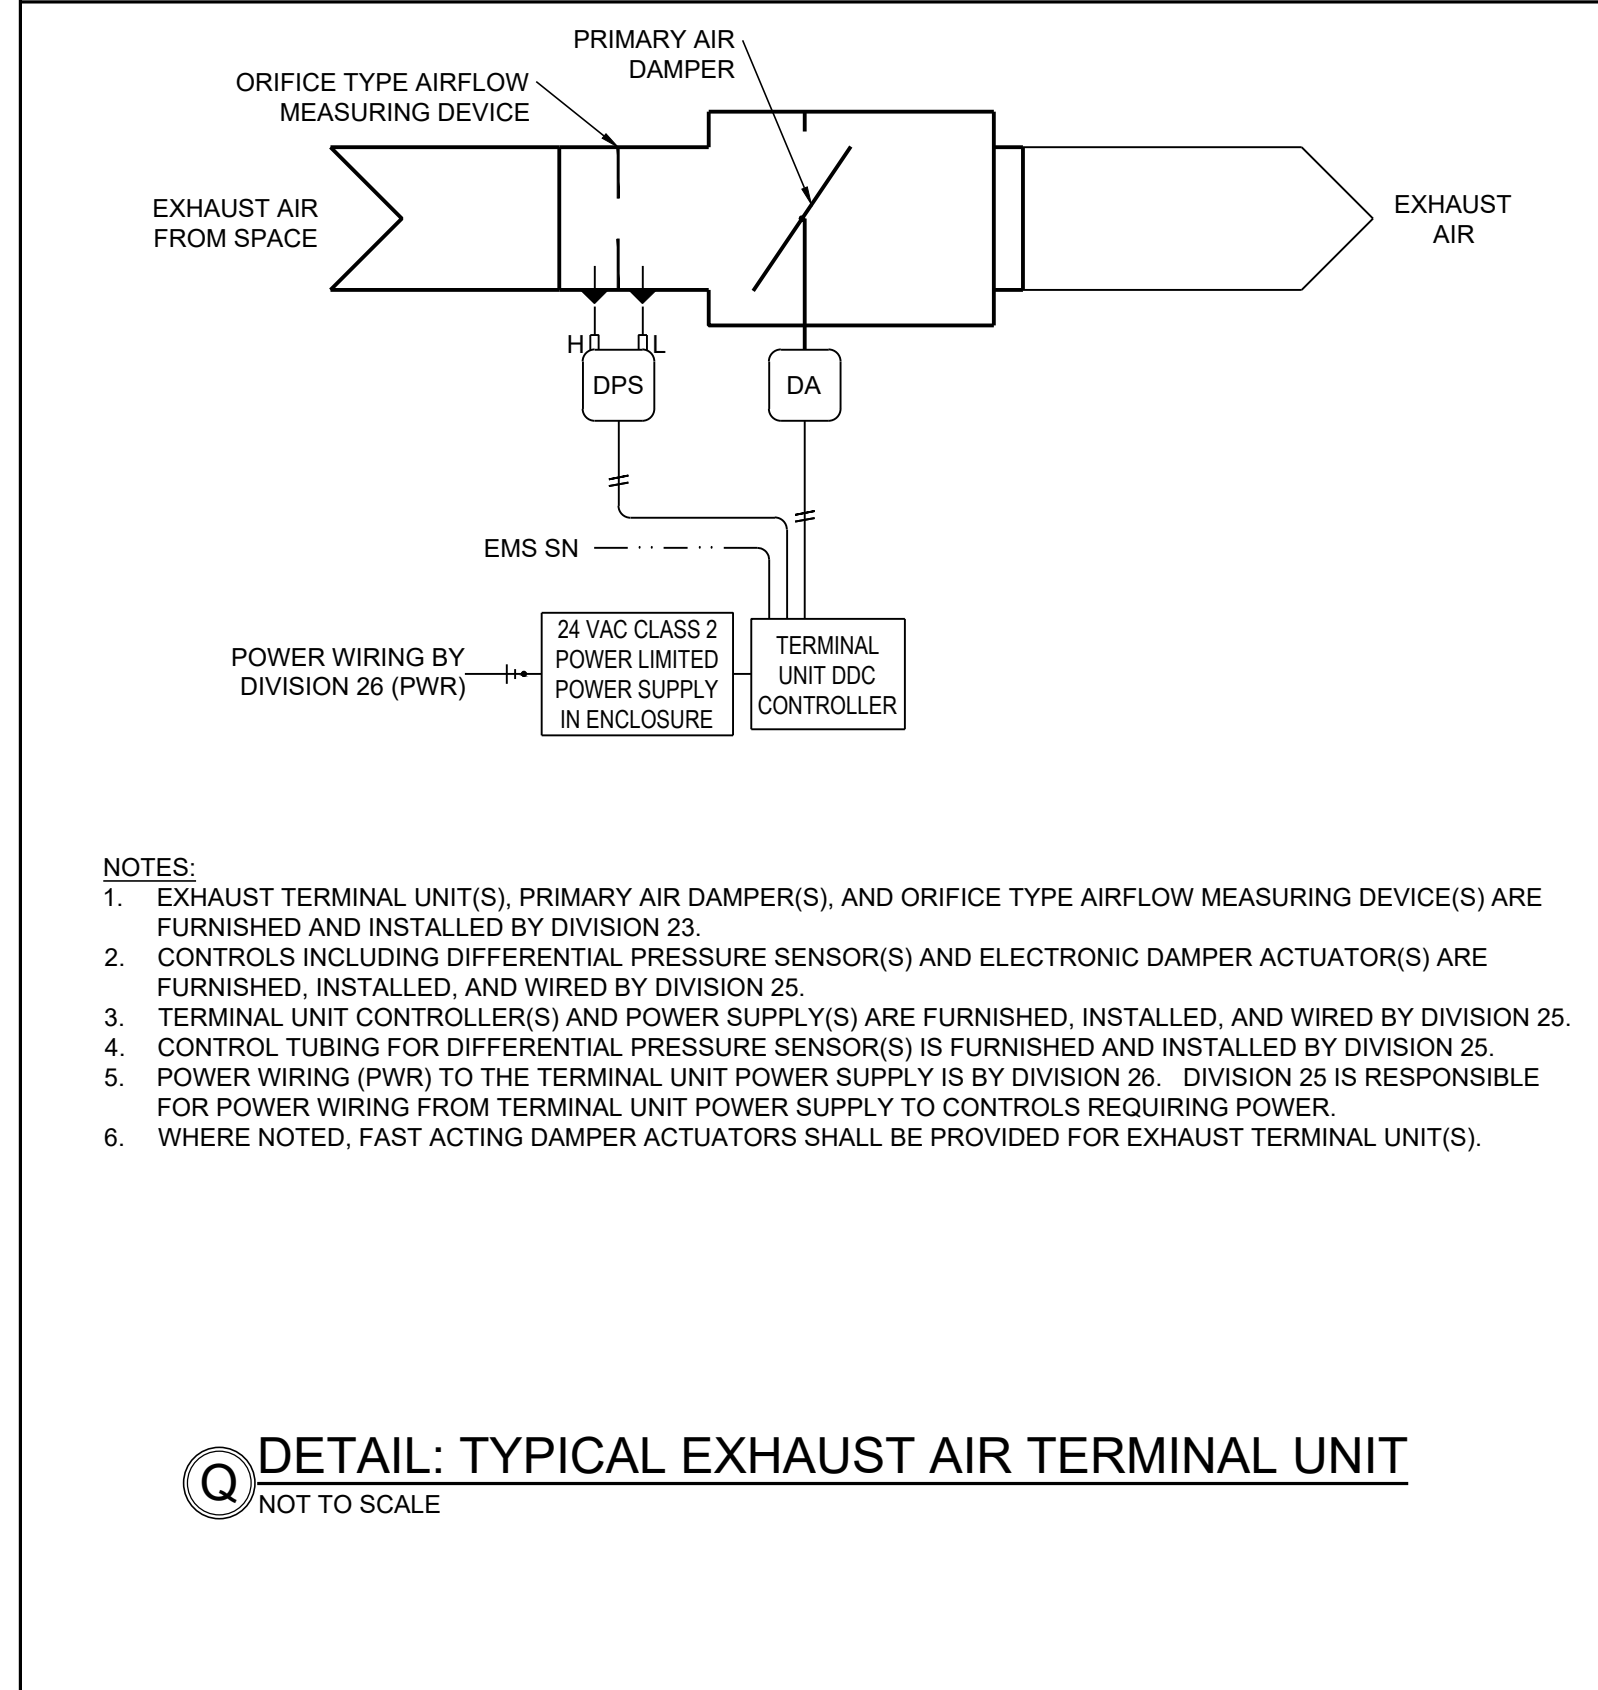 PRIMARY AIR
DAMPER
ORIFICE TYPE AIRFLOW
MEASURING DEVICE
EXHAUST AIR
FROM SPACE
EXHAUST
AIR
H
L
DPS
DA
EMS SN
POWER WIRING BY
DIVISION 26 (PWR)
24 VAC CLASS 2
POWER LIMITED
POWER SUPPLY
IN ENCLOSURE
TERMINAL
UNIT DDC
CONTROLLER
NOTES:
1. EXHAUST TERMINAL UNIT(S), PRIMARY AIR DAMPER(S), AND ORIFICE TYPE AIRFLOW MEASURING DEVICE(S) ARE
FURNISHED AND INSTALLED BY DIVISION 23.
2. CONTROLS INCLUDING DIFFERENTIAL PRESSURE SENSOR(S) AND ELECTRONIC DAMPER ACTUATOR(S) ARE
FURNISHED, INSTALLED, AND WIRED BY DIVISION 25.
3. TERMINAL UNIT CONTROLLER(S) AND POWER SUPPLY(S) ARE FURNISHED, INSTALLED, AND WIRED BY DIVISION 25.
4. CONTROL TUBING FOR DIFFERENTIAL PRESSURE SENSOR(S) IS FURNISHED AND INSTALLED BY DIVISION 25.
5. POWER WIRING (PWR) TO THE TERMINAL UNIT POWER SUPPLY IS BY DIVISION 26. DIVISION 25 IS RESPONSIBLE
FOR POWER WIRING FROM TERMINAL UNIT POWER SUPPLY TO CONTROLS REQUIRING POWER.
6. WHERE NOTED, FAST ACTING DAMPER ACTUATORS SHALL BE PROVIDED FOR EXHAUST TERMINAL UNIT(S).
Q
DETAIL: TYPICAL EXHAUST AIR TERMINAL UNIT
NOT TO SCALE